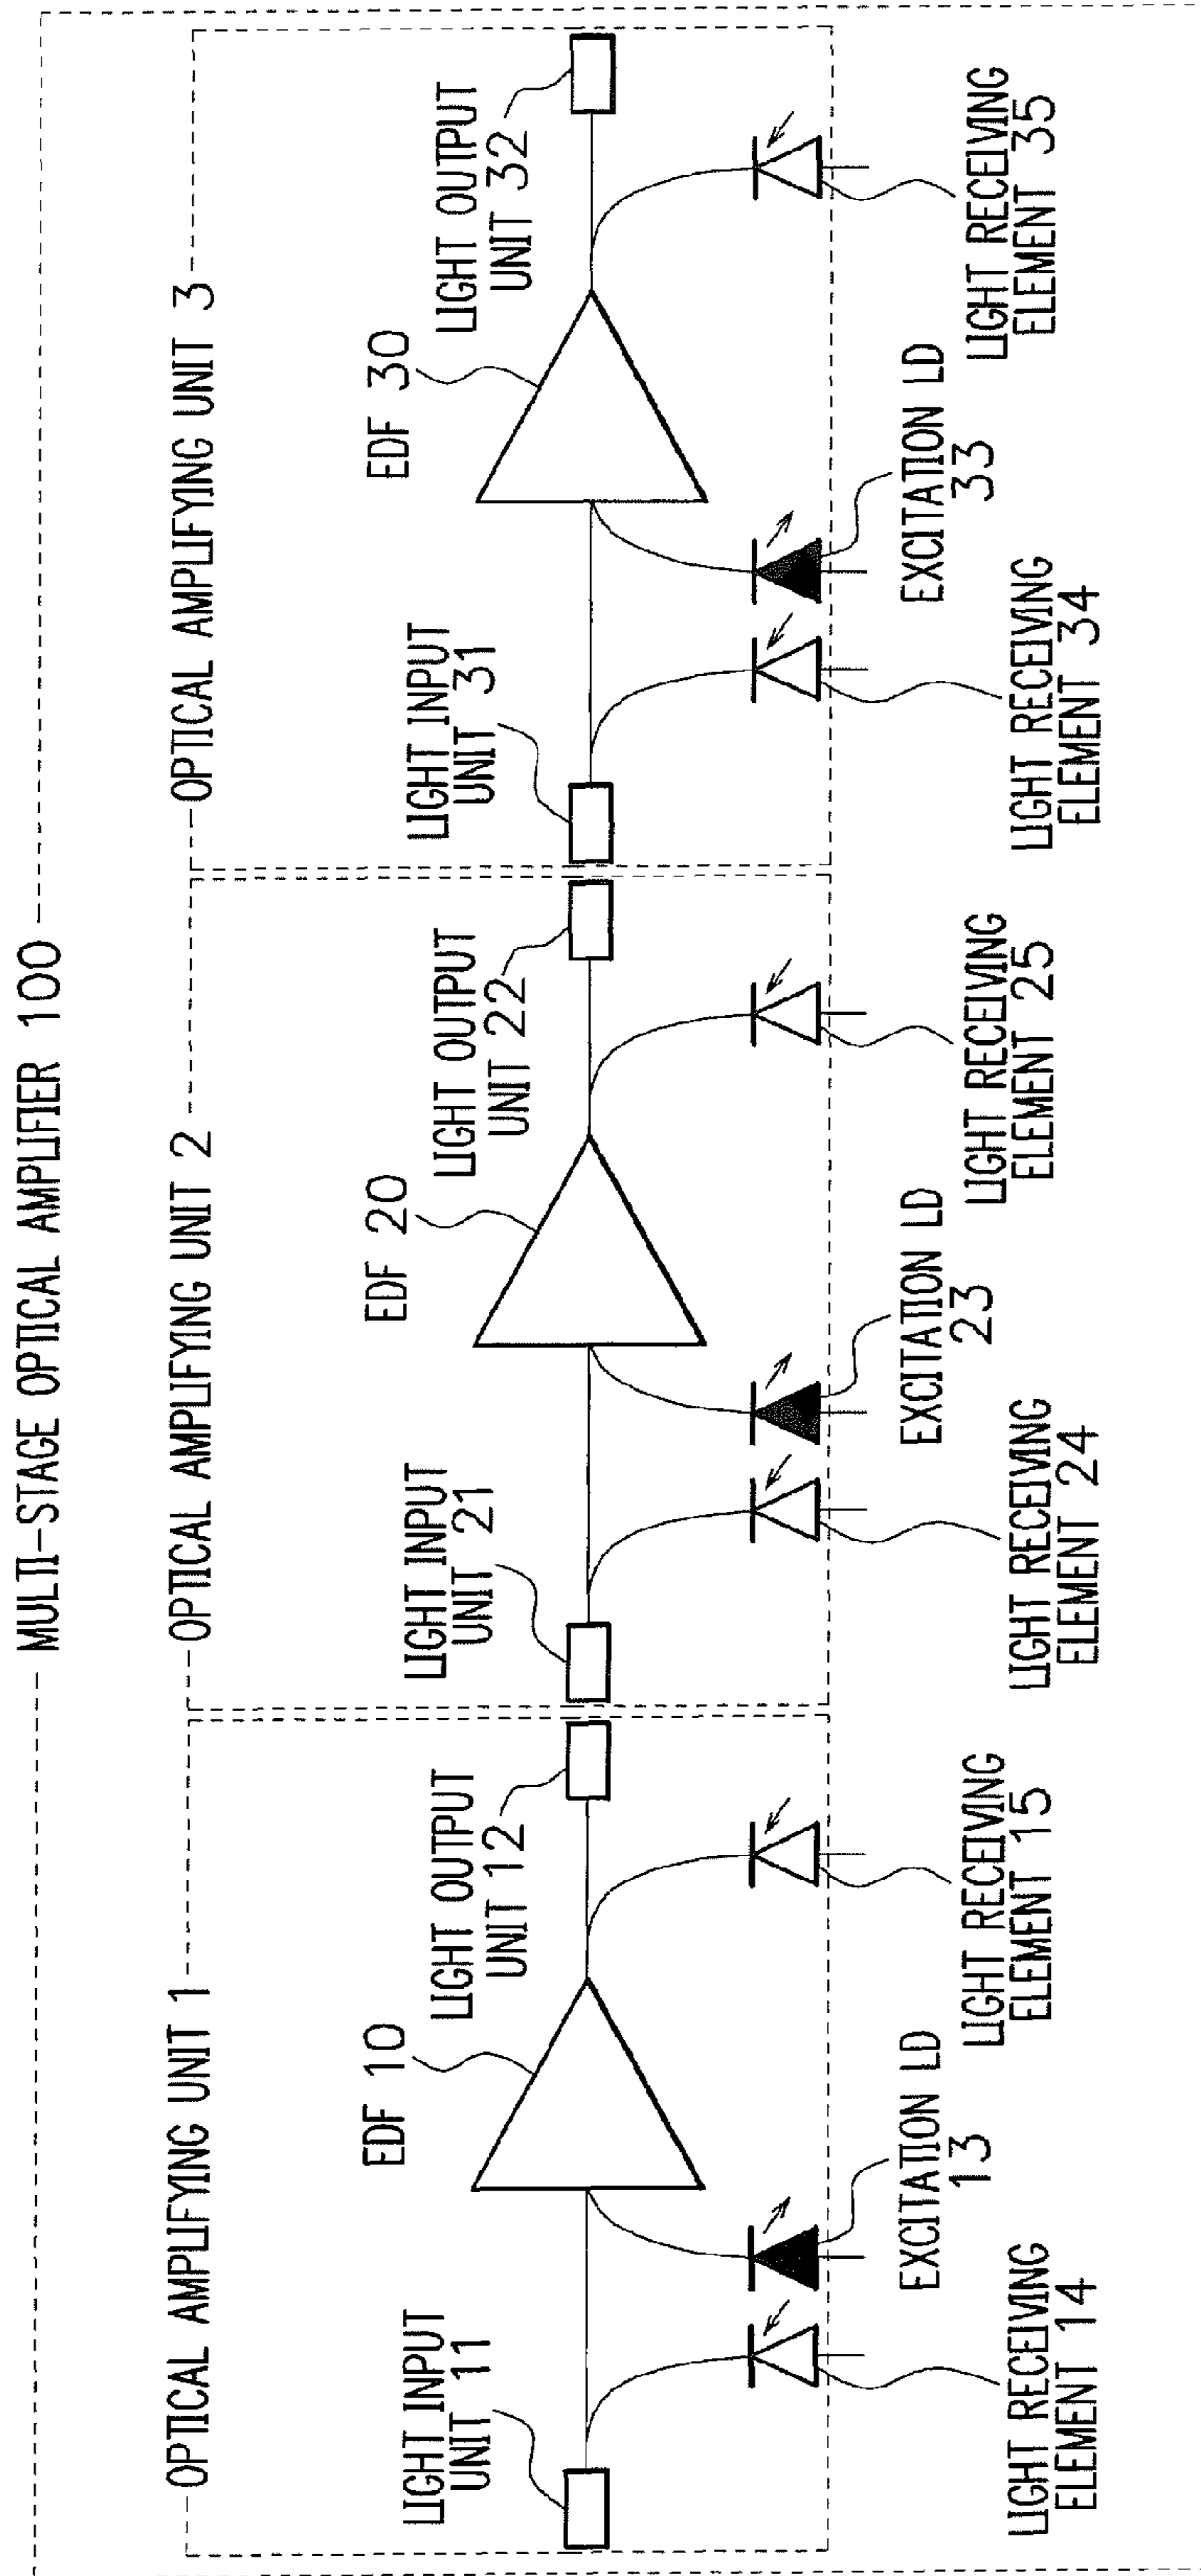 MULTI-STAGE OPTICAL AMPLIFIER 100
OPTICAL AMPLIFYING UNIT 1
EDF 10
LIGHT INPUT
UNIT 11
LIGHT OUTPUT
UNIT 12
EXCITATION LD
13
LIGHT RECEIVING
ELEMENT 14
LIGHT RECEIVING
ELEMENT 15
OPTICAL AMPLIFYING UNIT 2
EDF 20
LIGHT INPUT
UNIT 21
LIGHT OUTPUT
UNIT 22
EXCITATION LD
23
LIGHT RECEIVING
ELEMENT 24
LIGHT RECEIVING
ELEMENT 25
OPTICAL AMPLIFYING UNIT 3
EDF 30
LIGHT INPUT
UNIT 31
LIGHT OUTPUT
UNIT 32
EXCITATION LD
33
LIGHT RECEIVING
ELEMENT 34
LIGHT RECEIVING
ELEMENT 35